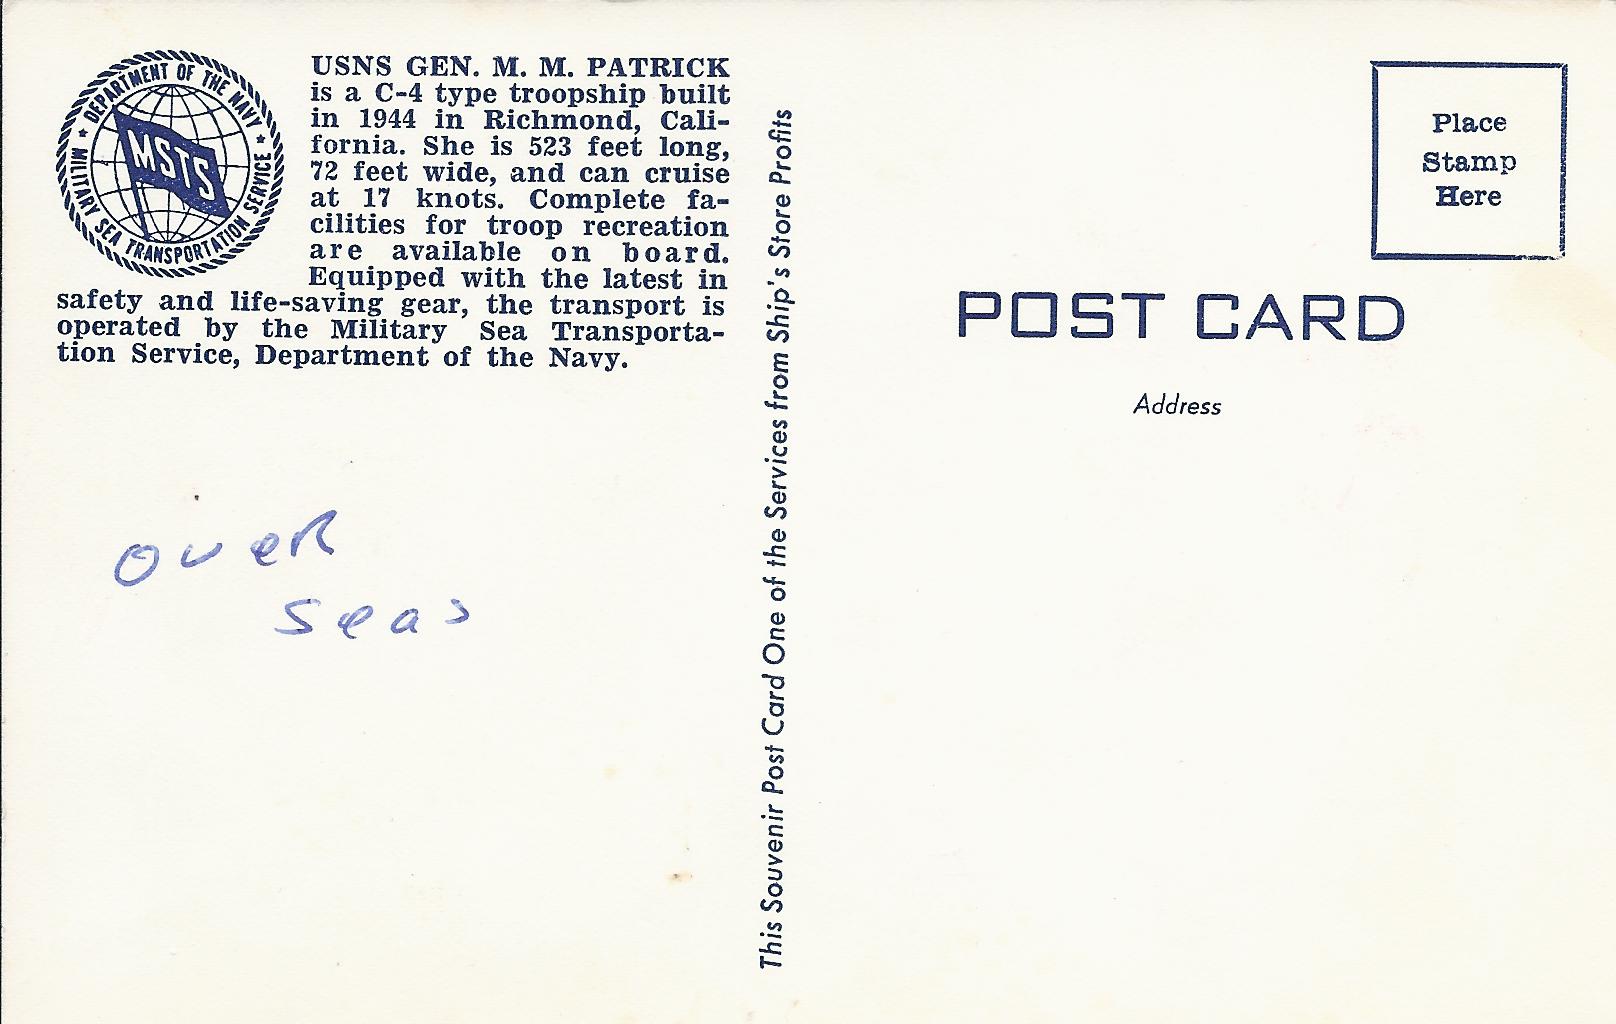 DEPARTMENT OF THE NAVY
★ MILITARY SEA TRANSPORTATION SERVICE ★
MSTS
USNS GEN. M. M. PATRICK
is a C-4 type troopship built
in 1944 in Richmond, Cali-
fornia. She is 523 feet long,
72 feet wide, and can cruise
at 17 knots. Complete fa-
cilities for troop recreation
are available on board.
Equipped with the latest in
safety and life-saving gear, the transport is
operated by the Military Sea Transporta-
tion Service, Department of the Navy.
over
seas
This Souvenir Post Card One of the Services from Ship's Store Profits
Place
Stamp
Here
POST CARD
Address